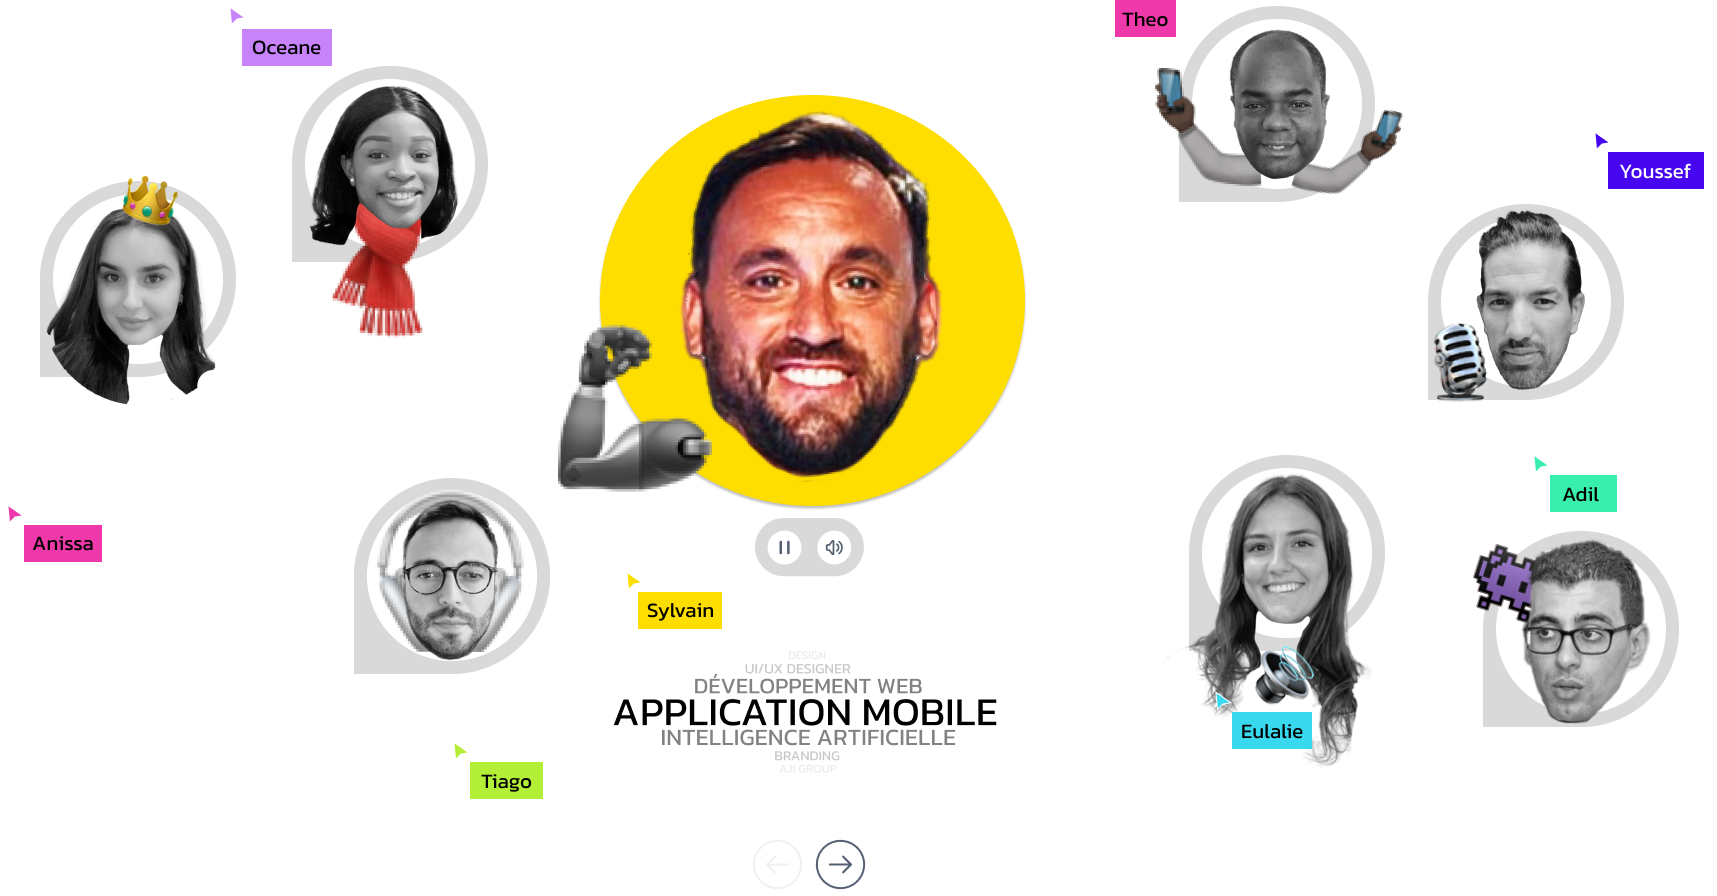 Theo
Oceane
Youssef
Adil
Anissa
Sylvain
DESIGN
UI/UX DESIGNER
DÉVELOPPEMENT WEB
APPLICATION MOBILE
INTELLIGENCE ARTIFICIELLE
BRANDING
AJI GROUP
Eulalie
Tiago